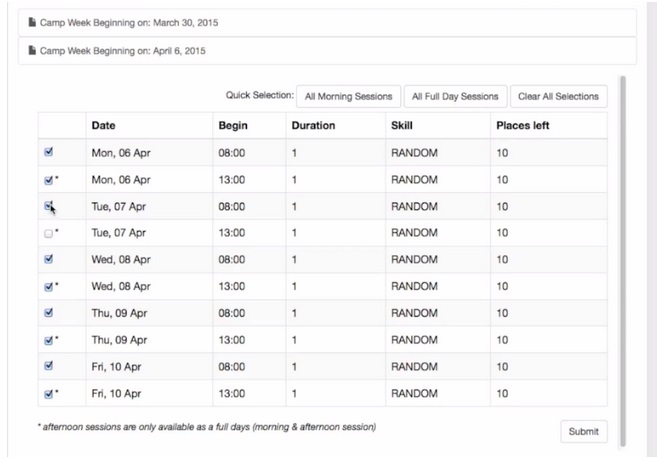 Camp Week Beginning on: March 30, 2015
Camp Week Beginning on: April 6, 2015
Quick Selection: All Morning Sessions All Full Day Sessions Clear All Selections
Date Begin Duration Skill Places left
Mon, 06 Apr 08:00 1 RANDOM 10
* Mon, 06 Apr 13:00 1 RANDOM 10
Tue, 07 Apr 08:00 1 RANDOM 10
* Tue, 07 Apr 13:00 1 RANDOM 10
Wed, 08 Apr 08:00 1 RANDOM 10
* Wed, 08 Apr 13:00 1 RANDOM 10
Thu, 09 Apr 08:00 1 RANDOM 10
* Thu, 09 Apr 13:00 1 RANDOM 10
Fri, 10 Apr 08:00 1 RANDOM 10
* Fri, 10 Apr 13:00 1 RANDOM 10
* afternoon sessions are only available as a full days (morning & afternoon session)
Submit